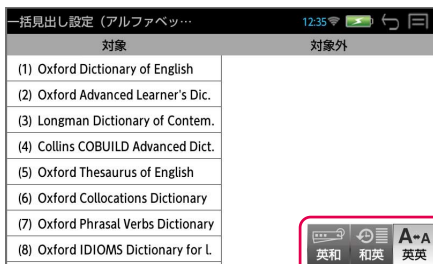 一括見出し設定（アルファベッ… 12:35
対象 対象外
(1) Oxford Dictionary of English
(2) Oxford Advanced Learner's Dic.
(3) Longman Dictionary of Contem.
(4) Collins COBUILD Advanced Dict.
(5) Oxford Thesaurus of English
(6) Oxford Collocations Dictionary
(7) Oxford Phrasal Verbs Dictionary
(8) Oxford IDIOMS Dictionary for l.
A↔A
英和 和英 英英